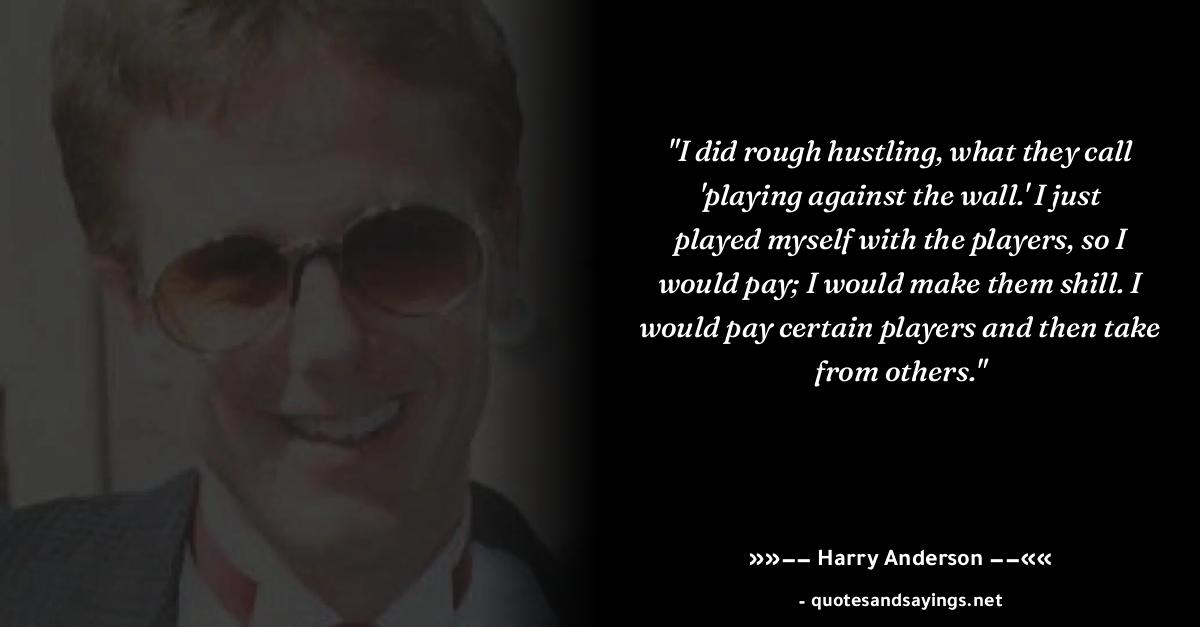 "I did rough hustling, what they call
'playing against the wall.' I just
played myself with the players, so I
would pay; I would make them shill. I
would pay certain players and then take
from others."
»»−− Harry Anderson −−««
- quotesandsayings.net